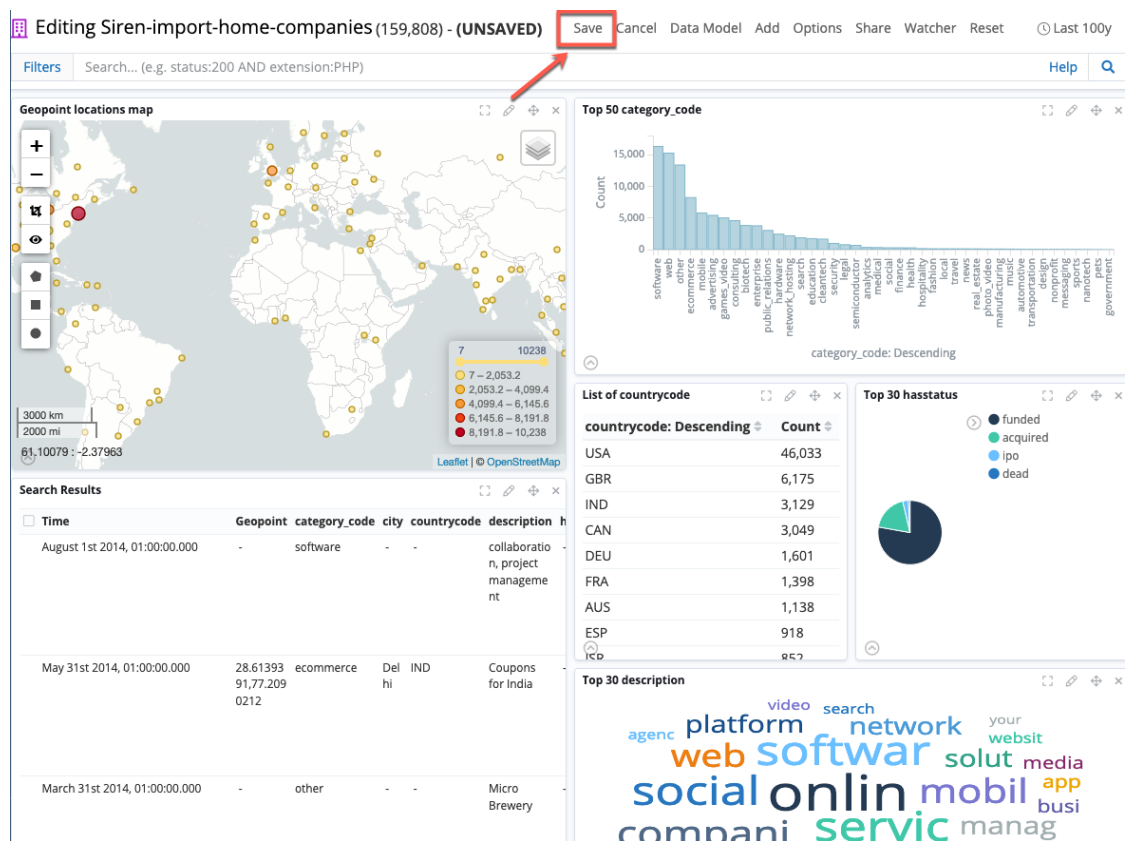 Editing Siren-import-home-companies (159,808) - (UNSAVED)
Save Cancel Data Model Add Options Share Watcher Reset Last 100y
Filters Search... (e.g. status:200 AND extension:PHP) Help
Geopoint locations map
+
−
3000 km
2000 mi
61.10079 : -2.37963
7 10238
7 – 2,053.2
2,053.2 – 4,099.4
4,099.4 – 6,145.6
6,145.6 – 8,191.8
8,191.8 – 10,238
Leaflet | © OpenStreetMap
Top 50 category_code
Count
15,000
10,000
5,000
0
software
web
other
ecommerce
mobile
advertising
games_video
consulting
biotech
enterprise
public_relations
hardware
network_hosting
search
education
cleantech
security
legal
semiconductor
analytics
medical
social
finance
health
hospitality
fashion
local
travel
news
real_estate
photo_video
manufacturing
music
automotive
transportation
design
nonprofit
messaging
sports
nanotech
pets
government
category_code: Descending
List of countrycode
countrycode: Descending Count
USA 46,033
GBR 6,175
IND 3,129
CAN 3,049
DEU 1,601
FRA 1,398
AUS 1,138
ESP 918
ISR 852
Top 30 hasstatus
funded
acquired
ipo
dead
Search Results
Time Geopoint category_code city countrycode description h
August 1st 2014, 01:00:00.000 - software - - collaboratio -
n, project
manageme
nt
May 31st 2014, 01:00:00.000 28.61393 ecommerce Del IND Coupons -
91,77.209 hi for India
0212
March 31st 2014, 01:00:00.000 - other - - Micro -
Brewery
Top 30 description
video search
agenc platform network your
websit
web softwar solut media
social onlin mobil app
busi
compani servic manag